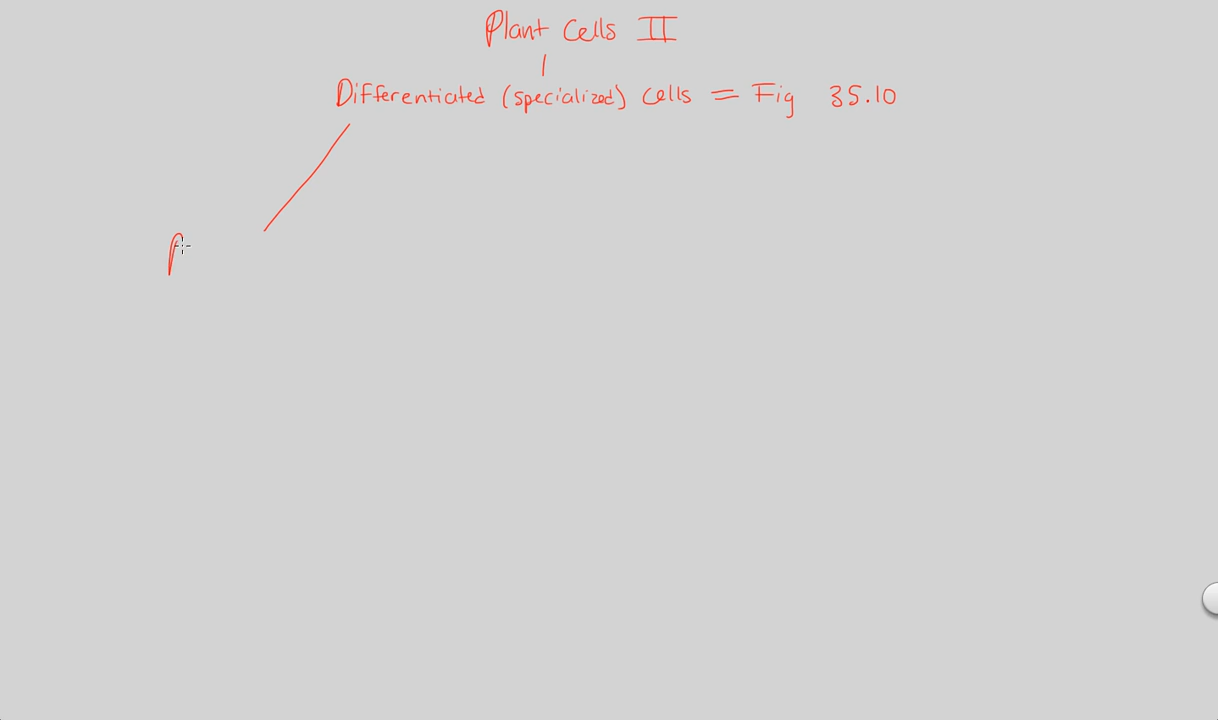 Plant Cells II
Differentiated (specialized) cells = Fig 35.10